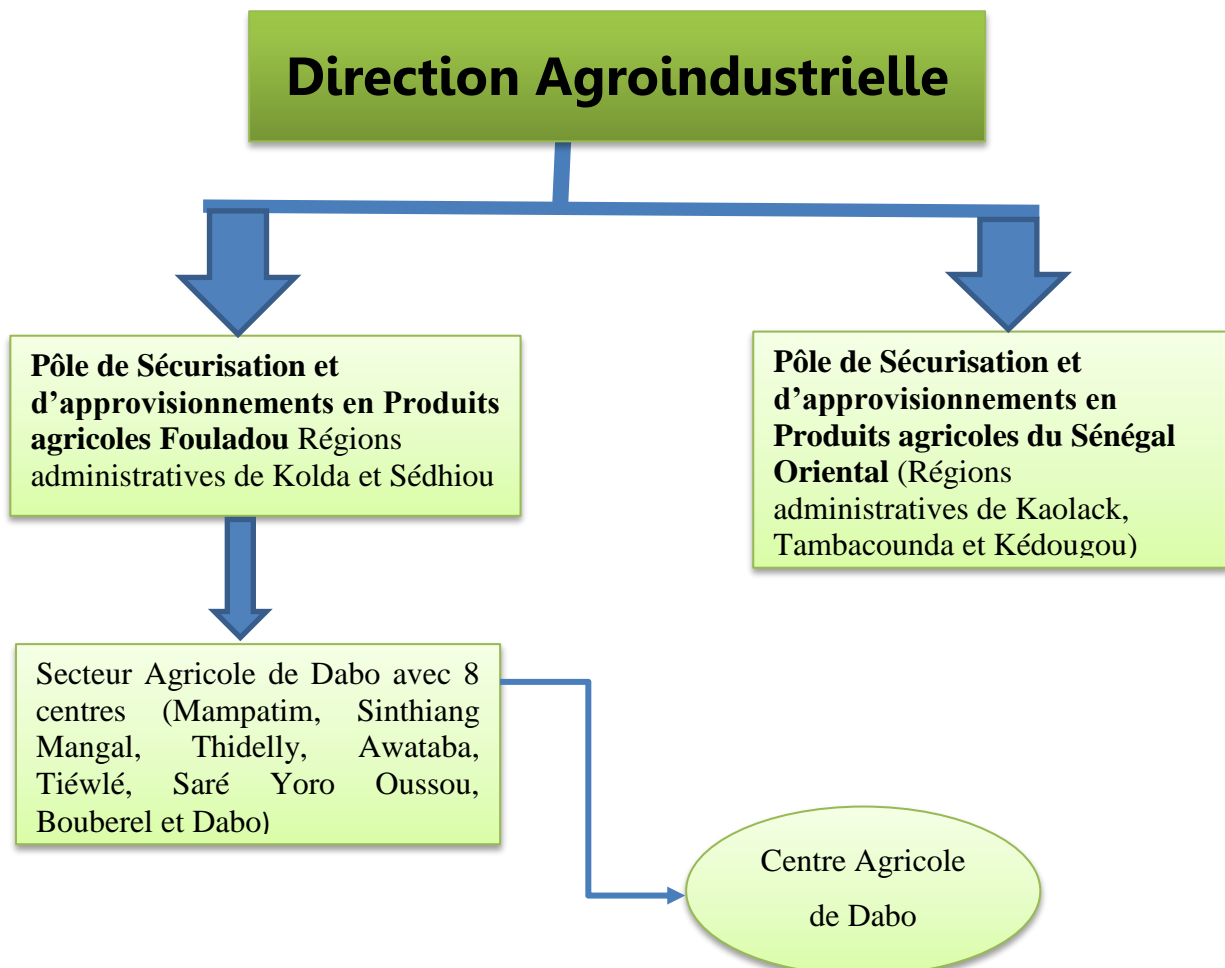 Direction Agroindustrielle
Pôle de Sécurisation et
d’approvisionnements en Produits
agricoles Fouladou Régions
administratives de Kolda et Sédhiou
Pôle de Sécurisation et
d’approvisionnements en
Produits agricoles du Sénégal
Oriental (Régions
administratives de Kaolack,
Tambacounda et Kédougou)
Secteur Agricole de Dabo avec 8
centres (Mampatim, Sinthiang
Mangal, Thidelly, Awataba,
Tiéwlé, Saré Yoro Oussou,
Bouberel et Dabo)
Centre Agricole
de Dabo